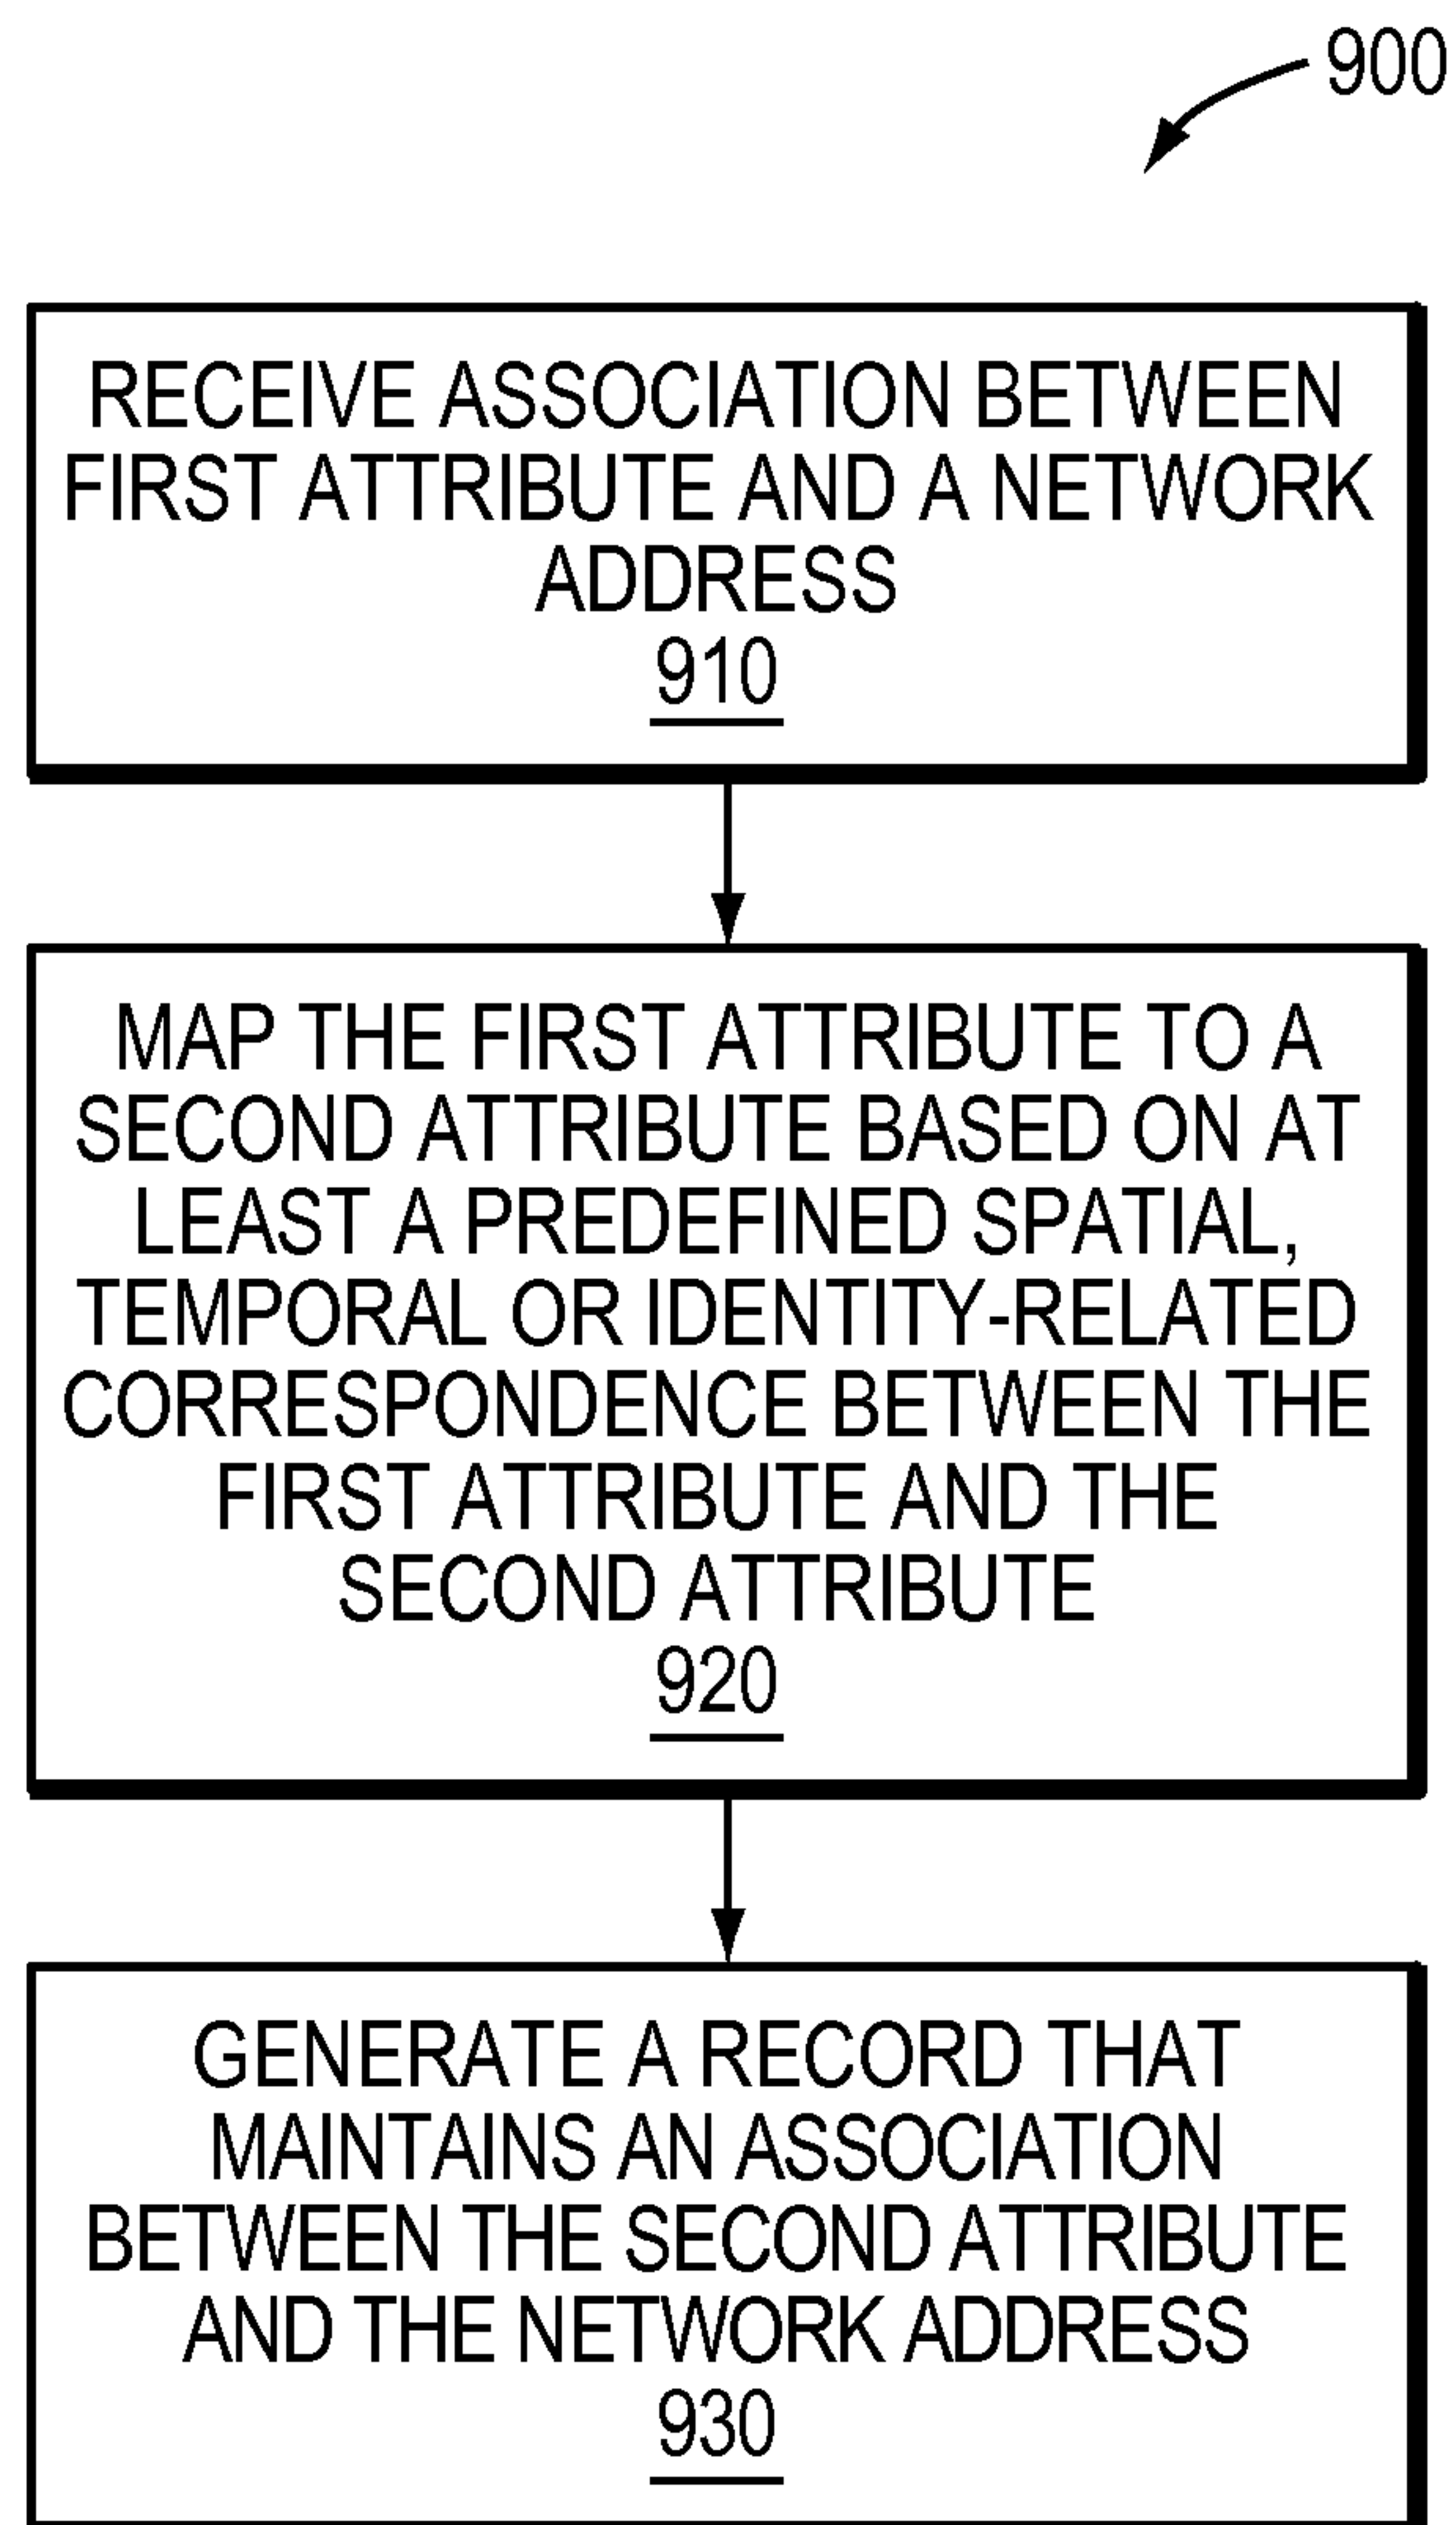 900
RECEIVE ASSOCIATION BETWEEN
FIRST ATTRIBUTE AND A NETWORK
ADDRESS
910
MAP THE FIRST ATTRIBUTE TO A
SECOND ATTRIBUTE BASED ON AT
LEAST A PREDEFINED SPATIAL,
TEMPORAL OR IDENTITY-RELATED
CORRESPONDENCE BETWEEN THE
FIRST ATTRIBUTE AND THE
SECOND ATTRIBUTE
920
GENERATE A RECORD THAT
MAINTAINS AN ASSOCIATION
BETWEEN THE SECOND ATTRIBUTE
AND THE NETWORK ADDRESS
930